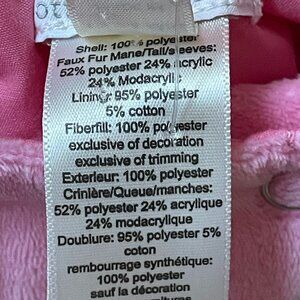 Shell: 100% polyester
Faux Fur Mane/Tail/sleeves:
52% polyester 24% acrylic
24% Modacrylic
Lining: 95% polyester
5% cotton
Fiberfill: 100% polyester
exclusive of decoration
exclusive of trimming
Exterieur: 100% polyester
Crinière/Queue/manches:
52% polyester 24% acrylique
24% modacrylique
Doublure: 95% polyester 5%
coton
rembourrage synthétique:
100% polyester
sauf la décoration